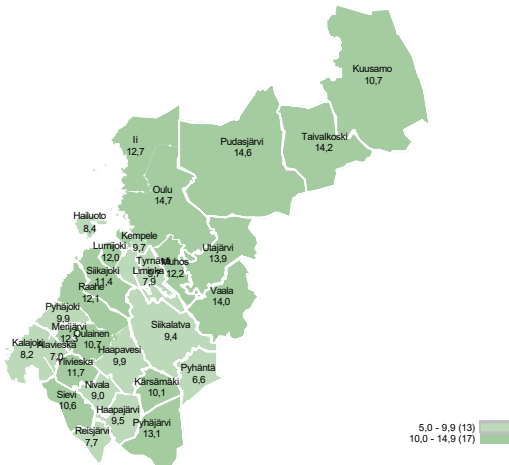 Kuusamo
10,7
Taivalkoski
14,2
Pudasjärvi
14,6
Ii
12,7
Oulu
14,7
Hailuoto
8,4
Kempele
9,7
Lumijoki
12,0
Tyrnävä
Muhos
12,2
Liminka
7,9
Utajärvi
13,9
Siikajoki
11,4
Raahe
12,1
Vaala
14,0
Pyhäjoki
9,9
Merijärvi
12,3
Oulainen
10,7
Siikalatva
9,4
Kalajoki
8,2
Alavieska
7,0
Haapavesi
9,9
Ylivieska
11,7
Pyhäntä
6,6
Nivala
9,0
Kärsämäki
10,1
Sievi
10,6
Haapajärvi
9,5
Pyhäjärvi
13,1
Reisjärvi
7,7
5,0 - 9,9 (13)
10,0 - 14,9 (17)